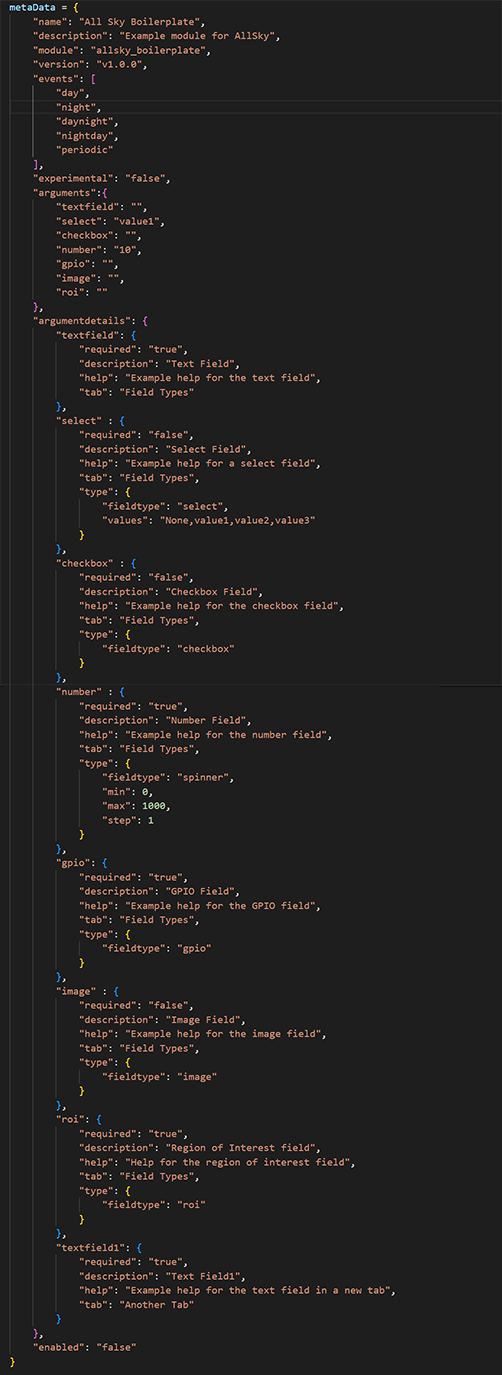 metaData = {
    "name": "All Sky Boilerplate",
    "description": "Example module for AllSky",
    "module": "allsky_boilerplate",
    "version": "v1.0.0",
    "events": [
        "day",
        "night",
        "daynight",
        "nightday",
        "periodic"
    ],
    "experimental": "false",
    "arguments":{
        "textfield": "",
        "select": "value1",
        "checkbox": "",
        "number": "10",
        "gpio": "",
        "image": "",
        "roi": ""
    },
    "argumentdetails": {
        "textfield": {
            "required": "true",
            "description": "Text Field",
            "help": "Example help for the text field",
            "tab": "Field Types"
        },
        "select" : {
            "required": "false",
            "description": "Select Field",
            "help": "Example help for a select field",
            "tab": "Field Types",
            "type": {
                "fieldtype": "select",
                "values": "None,value1,value2,value3"
            }
        },
        "checkbox" : {
            "required": "false",
            "description": "Checkbox Field",
            "help": "Example help for the checkbox field",
            "tab": "Field Types",
            "type": {
                "fieldtype": "checkbox"
            }
        },
        "number" : {
            "required": "true",
            "description": "Number Field",
            "help": "Example help for the number field",
            "tab": "Field Types",
            "type": {
                "fieldtype": "spinner",
                "min": 0,
                "max": 1000,
                "step": 1
            }
        },
        "gpio": {
            "required": "true",
            "description": "GPIO Field",
            "help": "Example help for the GPIO field",
            "tab": "Field Types",
            "type": {
                "fieldtype": "gpio"
            }
        },
        "image" : {
            "required": "false",
            "description": "Image Field",
            "help": "Example help for the image field",
            "tab": "Field Types",
            "type": {
                "fieldtype": "image"
            }
        },
        "roi": {
            "required": "true",
            "description": "Region of Interest field",
            "help": "Help for the region of interest field",
            "tab": "Field Types",
            "type": {
                "fieldtype": "roi"
            }
        },
        "textfield1": {
            "required": "true",
            "description": "Text Field1",
            "help": "Example help for the text field in a new tab",
            "tab": "Another Tab"
        }
    },
    "enabled": "false"
}